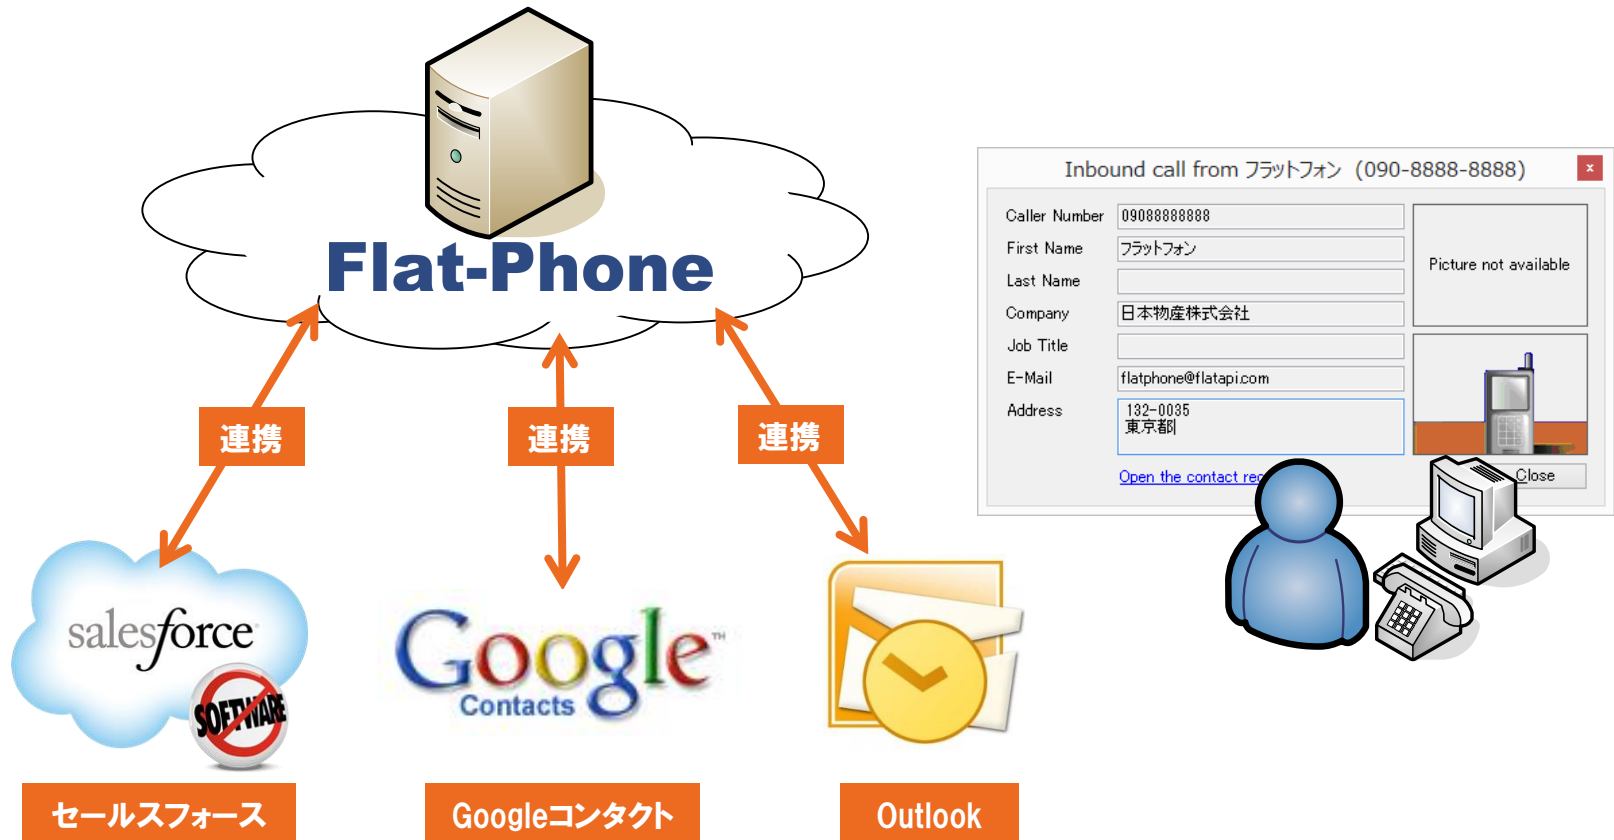 Flat-Phone
連携
連携
連携
salesforce
SOFTWARE
Google™
Contacts
セールスフォース
Googleコンタクト
Outlook
Inbound call from フラットフォン (090-8888-8888)
x
Caller Number 09088888888
First Name フラットフォン
Last Name
Company 日本物産株式会社
Job Title
E-Mail flatphone@flatapi.com
Address 132-0035
東京都
Picture not available
Open the contact
Close